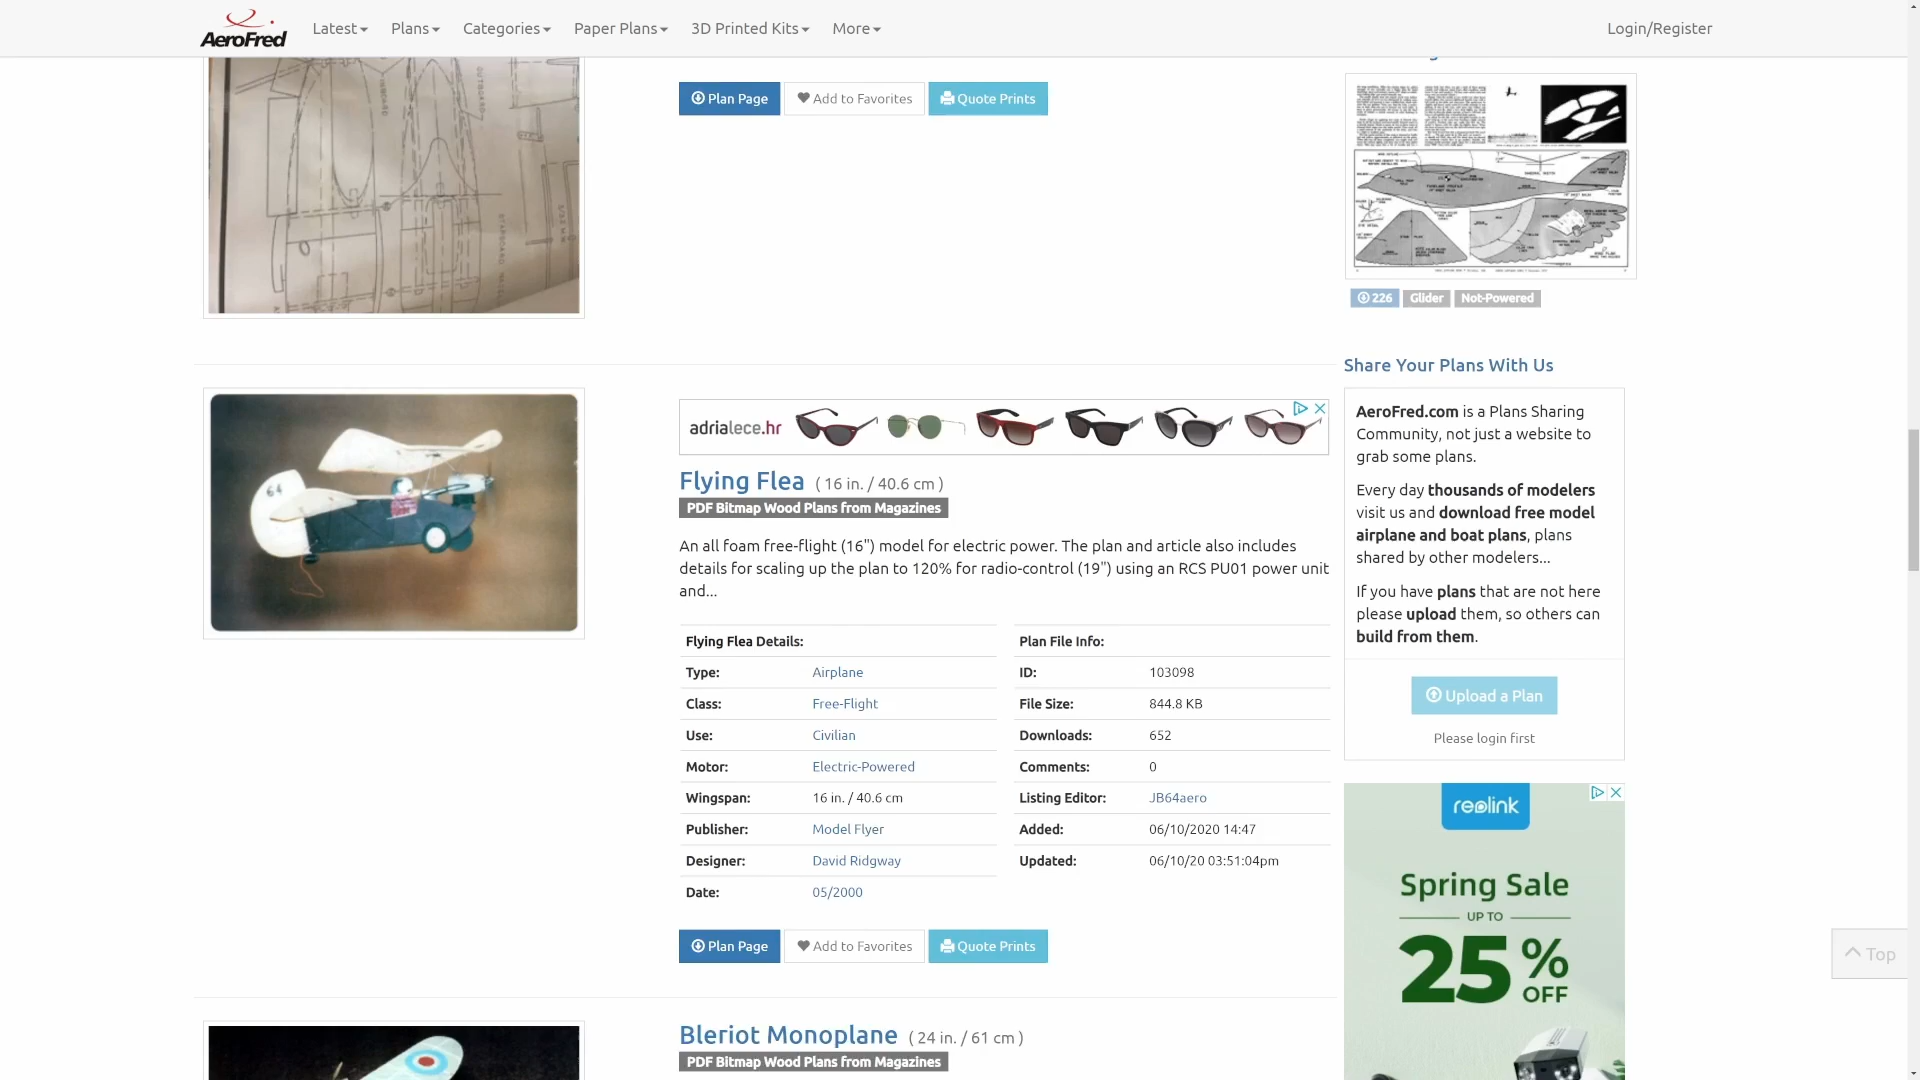 AeroFred
Latest Plans Categories Paper Plans 3D Printed Kits More Login/Register
Plan Page Add to Favorites Quote Prints
226 Glider Not-Powered
Share Your Plans With Us
AeroFred.com is a Plans Sharing
Community, not just a website to
grab some plans.
Every day thousands of modelers
visit us and download free model
airplane and boat plans, plans
shared by other modelers...
If you have plans that are not here
please upload them, so others can
build from them.
Upload a Plan
Please login first
adrialece.hr
Flying Flea ( 16 in. / 40.6 cm )
PDF Bitmap Wood Plans from Magazines
An all foam free-flight (16") model for electric power. The plan and article also includes
details for scaling up the plan to 120% for radio-control (19") using an RCS PU01 power unit
and...
Flying Flea Details:
Type: Airplane
Class: Free-Flight
Use: Civilian
Motor: Electric-Powered
Wingspan: 16 in. / 40.6 cm
Publisher: Model Flyer
Designer: David Ridgway
Date: 05/2000
Plan File Info:
ID: 103098
File Size: 844.8 KB
Downloads: 652
Comments: 0
Listing Editor: JB64aero
Added: 06/10/2020 14:47
Updated: 06/10/20 03:51:04pm
Plan Page Add to Favorites Quote Prints
reolink
Spring Sale
UP TO
25% OFF
Top
64
Bleriot Monoplane ( 24 in. / 61 cm )
PDF Bitmap Wood Plans from Magazines